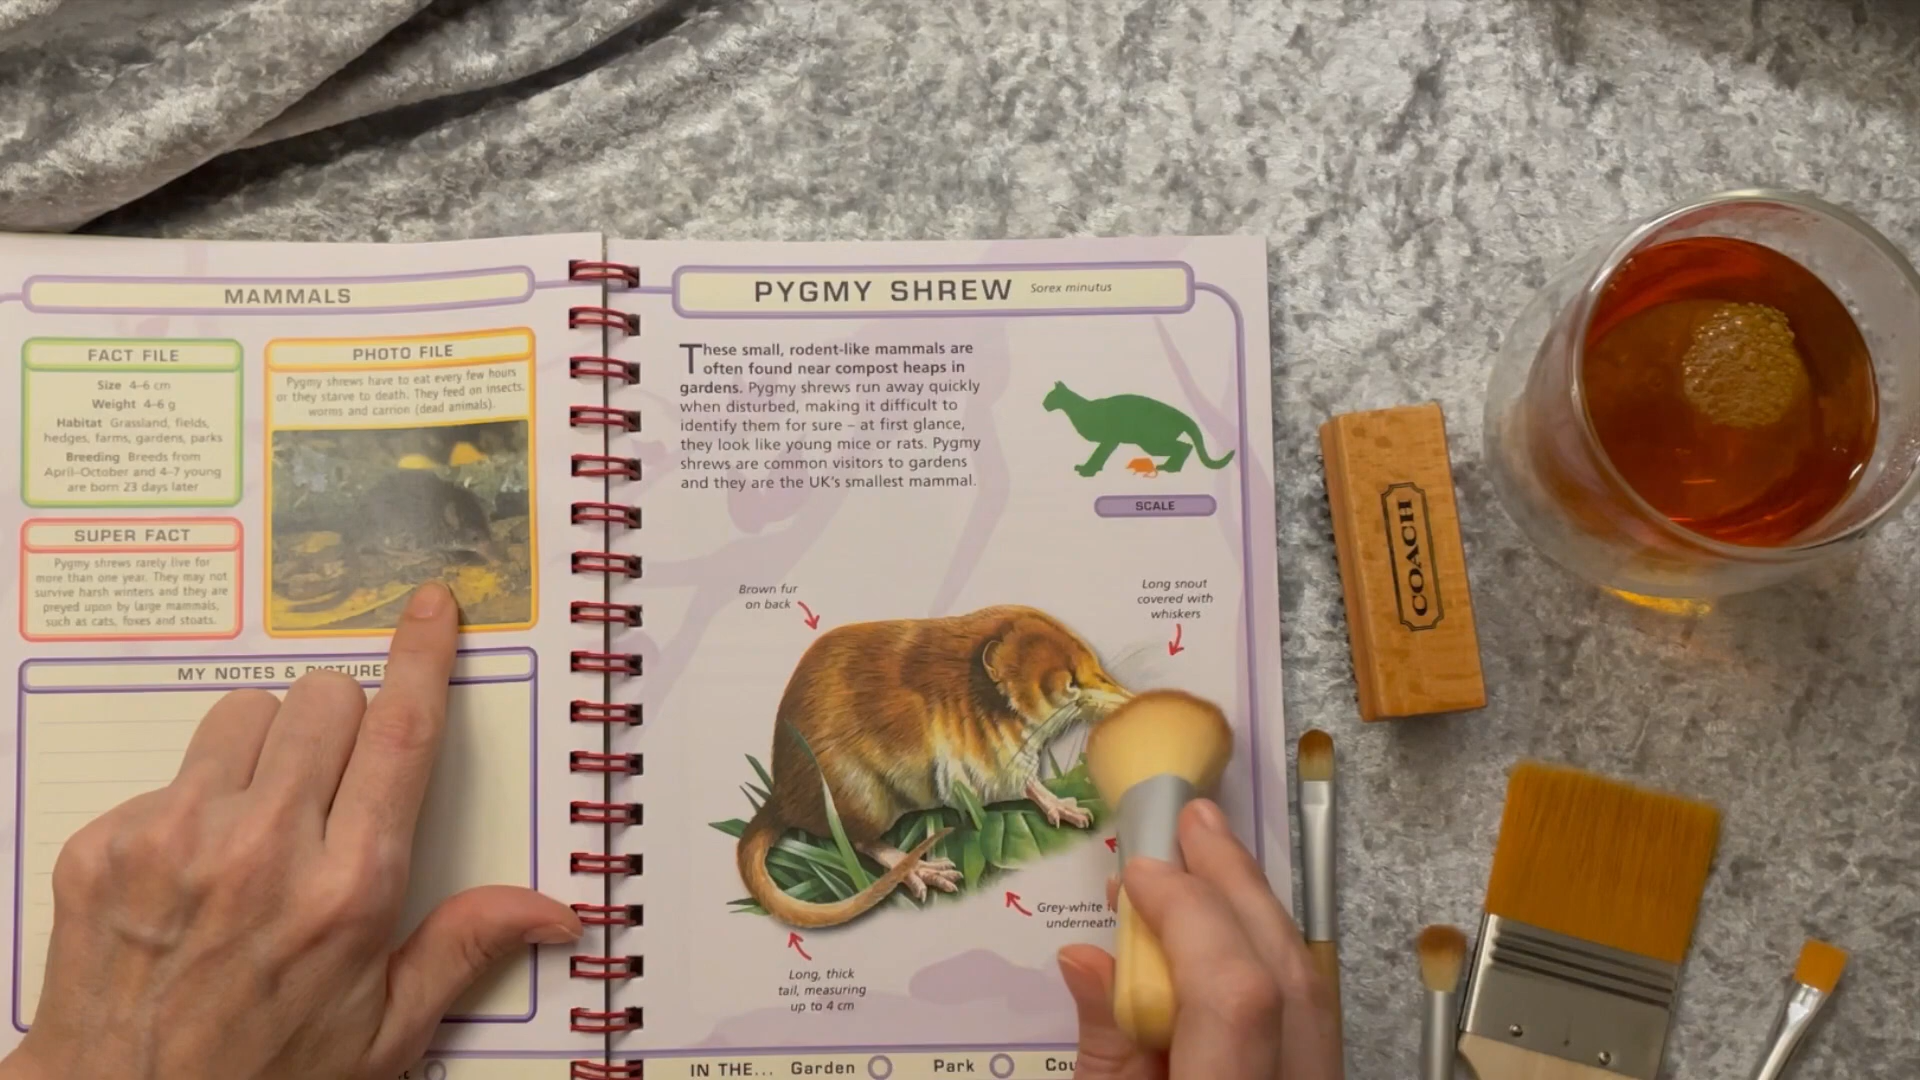 MAMMALS
FACT FILE
Size 4–6 cm
Weight 4–6 g
Habitat Grassland, fields,
hedges, farms, gardens, parks
Breeding Breeds from
April–October and 4–7 young
are born 23 days later
SUPER FACT
Pygmy shrews rarely live for
more than one year. They may not
survive harsh winters and they are
preyed upon by large mammals,
such as cats, foxes and stoats.
PHOTO FILE
Pygmy shrews have to eat every few hours
or they starve to death. They feed on insects,
worms and carrion (dead animals).
MY NOTES & PICTURES
PYGMY SHREW Sorex minutus
These small, rodent-like mammals are
often found near compost heaps in
gardens. Pygmy shrews run away quickly
when disturbed, making it difficult to
identify them for sure – at first glance,
they look like young mice or rats. Pygmy
shrews are common visitors to gardens
and they are the UK's smallest mammal.
SCALE
Brown fur
on back
Long snout
covered with
whiskers
Grey-white
underneath
Long, thick
tail, measuring
up to 4 cm
IN THE... Garden Park
COACH